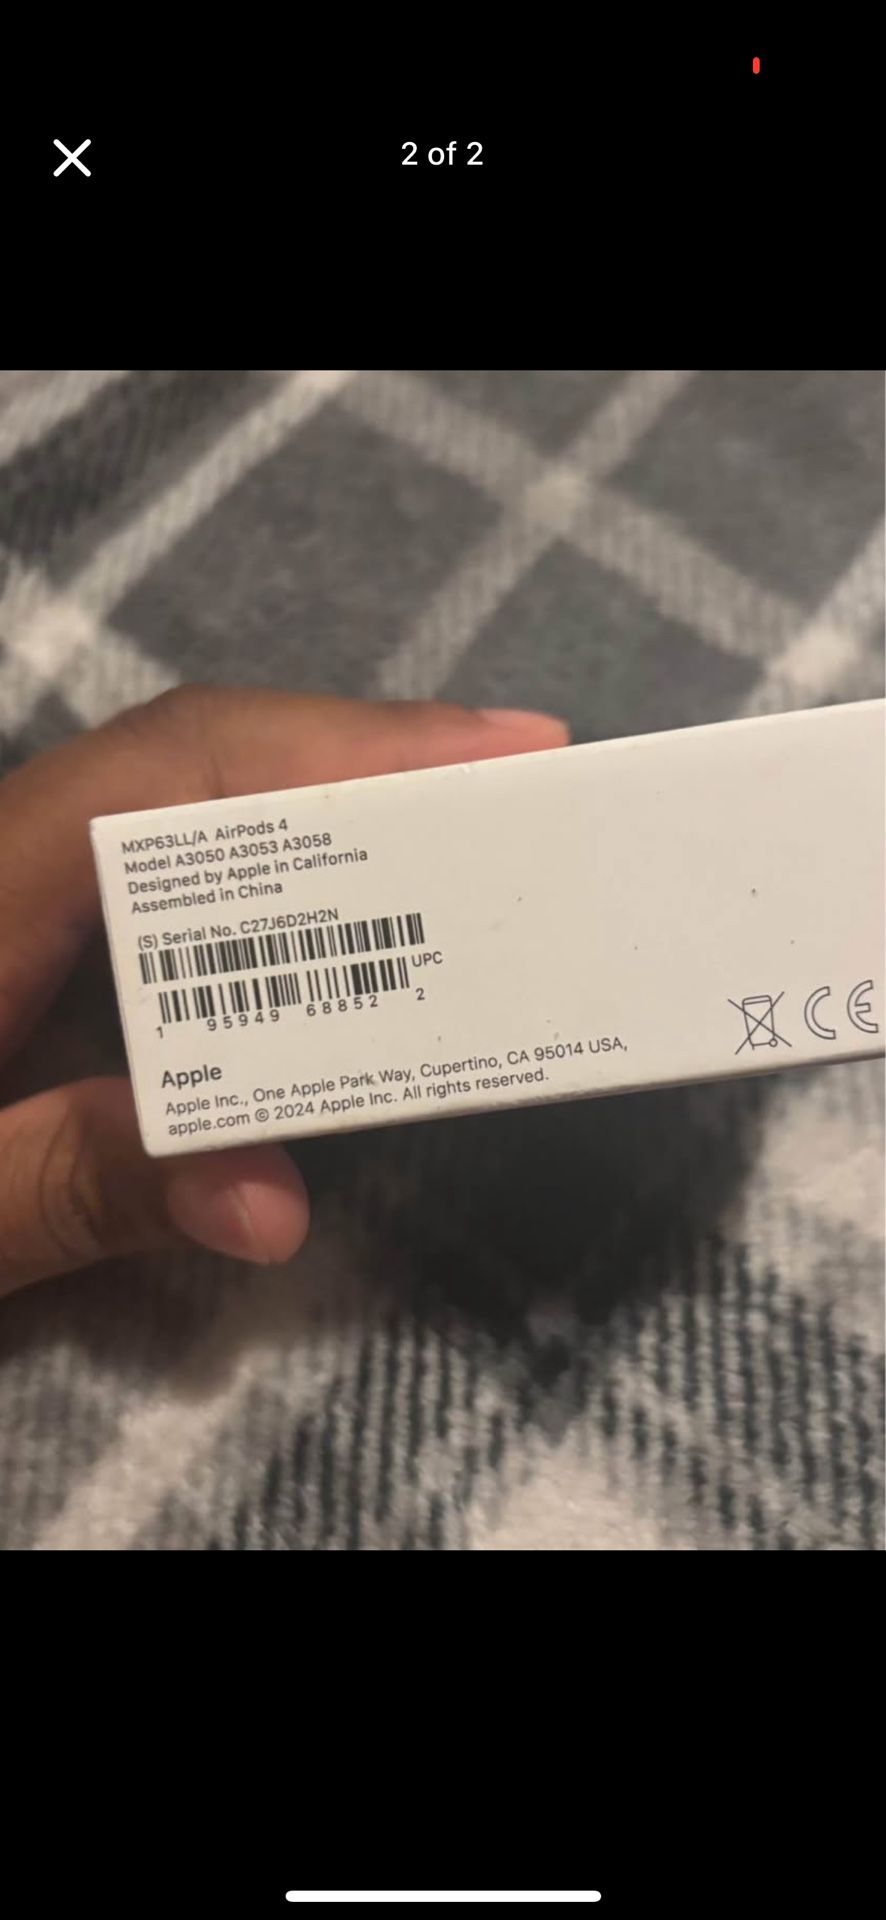 2 of 2
MXP63LL/A AirPods 4
Model A3050 A3053 A3058
Designed by Apple in California
Assembled in China
(S) Serial No. C27J6D2H2N
UPC
1 95949 68852 2
Apple
Apple Inc., One Apple Park Way, Cupertino, CA 95014 USA,
apple.com © 2024 Apple Inc. All rights reserved.
CE